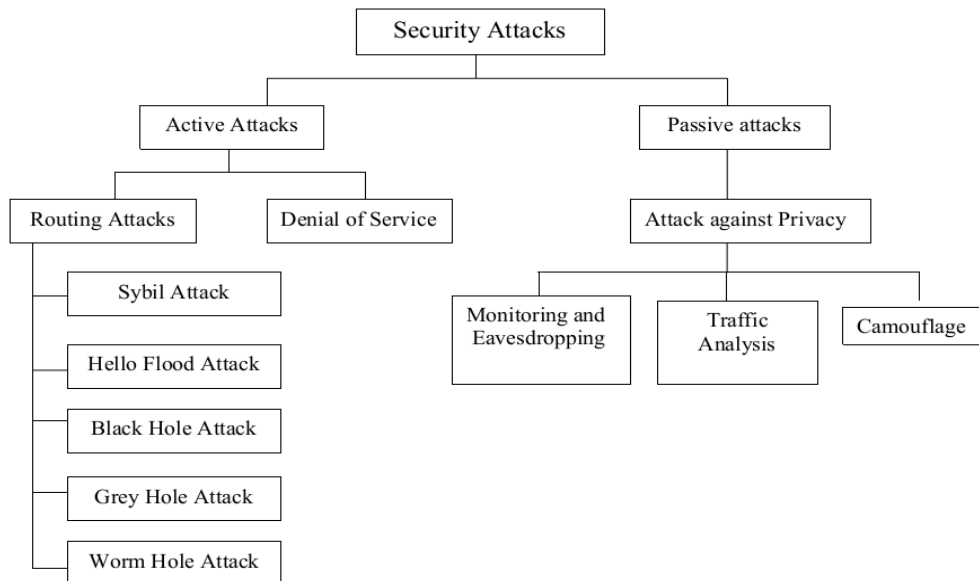 Security Attacks
Active Attacks
Passive attacks
Routing Attacks
Denial of Service
Attack against Privacy
Sybil Attack
Hello Flood Attack
Black Hole Attack
Grey Hole Attack
Worm Hole Attack
Monitoring and
Eavesdropping
Traffic
Analysis
Camouflage